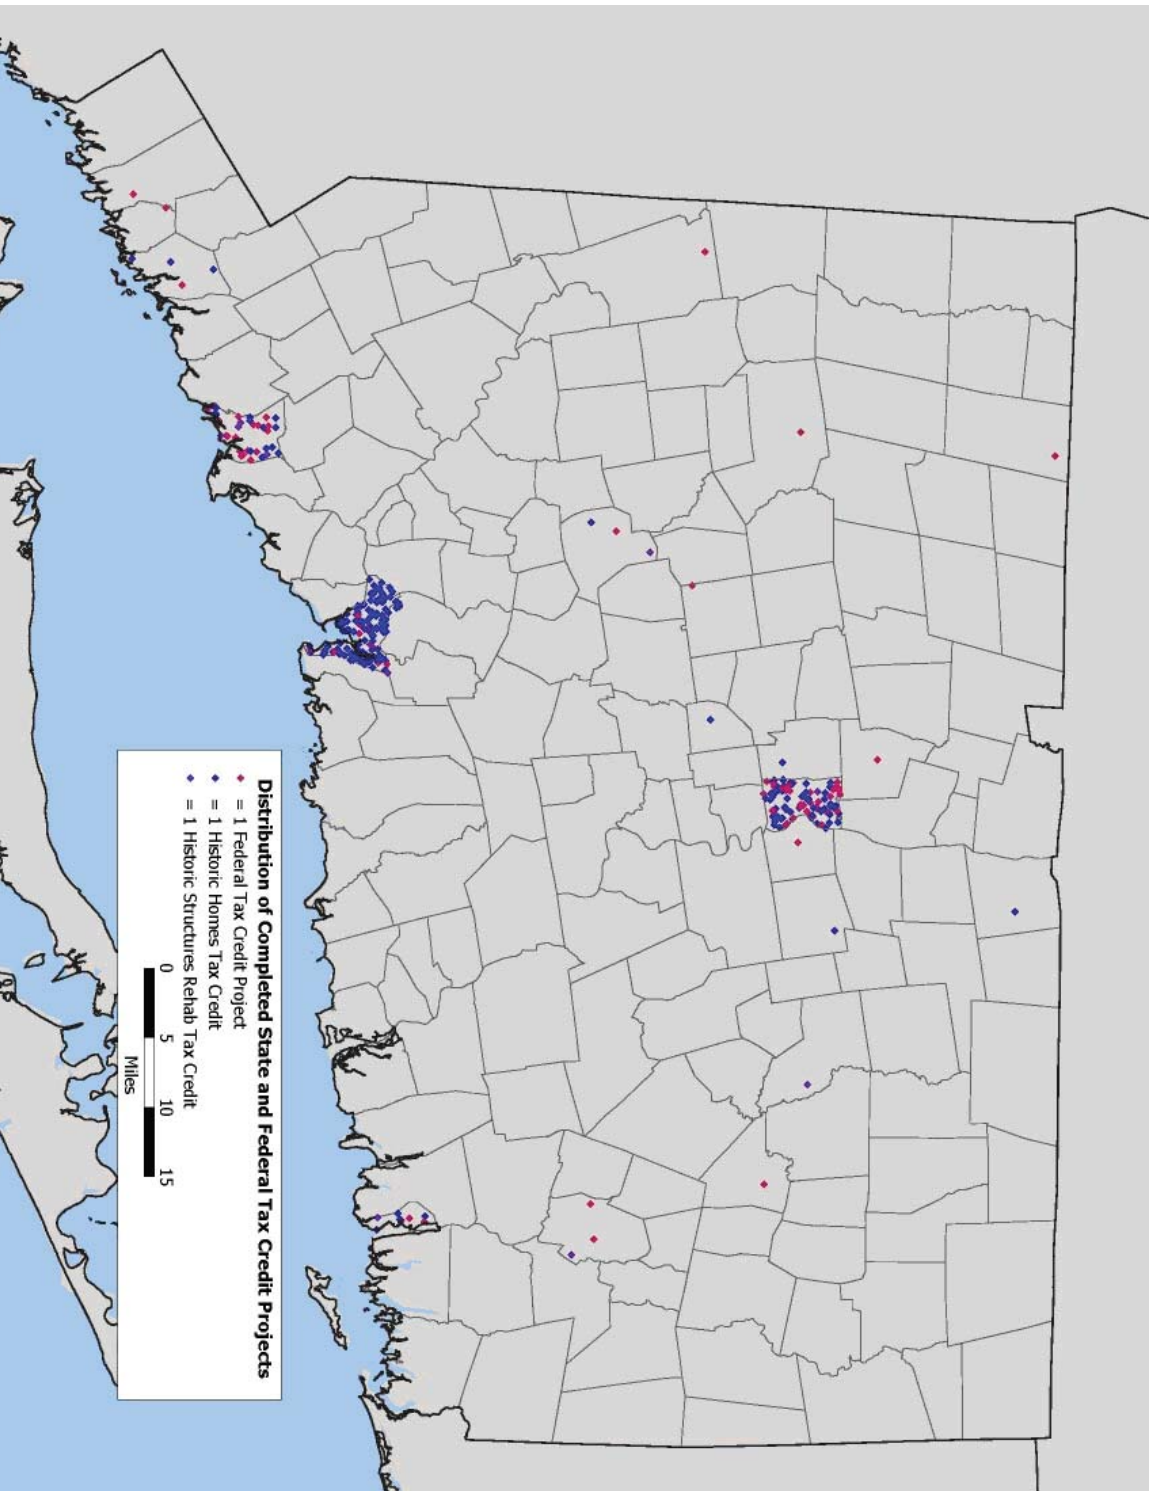 Distribution of Completed State and Federal Tax Credit Projects
= 1 Federal Tax Credit Project
= 1 Historic Homes Tax Credit
= 1 Historic Structures Rehab Tax Credit
0 5 10 15
Miles